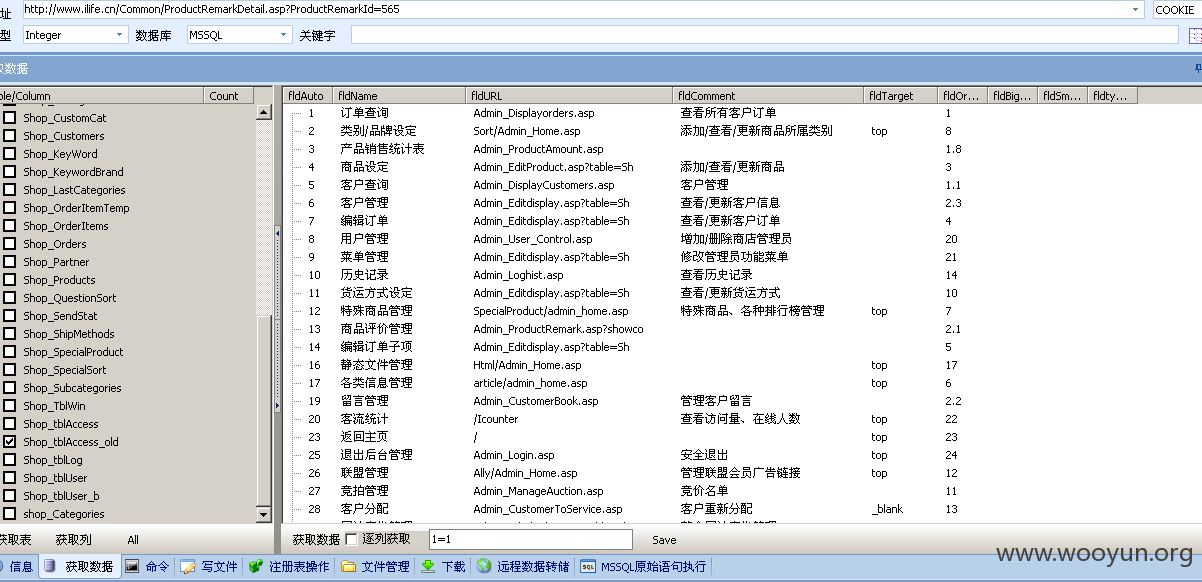 址 http://www.ilife.cn/Common/ProductRemarkDetail.asp?ProductRemarkId=565 COOKIE
型 Integer 数据库 MSSQL 关键字
取数据
ble/Column Count
Shop_CustomCat
Shop_Customers
Shop_KeyWord
Shop_KeywordBrand
Shop_LastCategories
Shop_OrderItemTemp
Shop_OrderItems
Shop_Orders
Shop_Partner
Shop_Products
Shop_QuestionSort
Shop_SendStat
Shop_ShipMethods
Shop_SpecialProduct
Shop_SpecialSort
Shop_Subcategories
Shop_TblWin
Shop_tblAccess
Shop_tblAccess_old
Shop_tblLog
Shop_tblUser
Shop_tblUser_b
shop_Categories
fldAuto fldName fldURL fldComment fldTarget fldOr... fldBig... fldSm... fldty...
1 订单查询 Admin_Displayorders.asp 查看所有客户订单 1
2 类别/品牌设定 Sort/Admin_Home.asp 添加/查看/更新商品所属类别 top 8
3 产品销售统计表 Admin_ProductAmount.asp 1.8
4 商品设定 Admin_EditProduct.asp?table=Sh 添加/查看/更新商品 3
5 客户查询 Admin_DisplayCustomers.asp 客户管理 1.1
6 客户管理 Admin_Editdisplay.asp?table=Sh 查看/更新客户信息 2.3
7 编辑订单 Admin_Editdisplay.asp?table=Sh 查看/更新客户订单 4
8 用户管理 Admin_User_Control.asp 增加/删除商店管理员 20
9 菜单管理 Admin_Editdisplay.asp?table=Sh 修改管理员功能菜单 21
10 历史记录 Admin_Loghist.asp 查看历史记录 14
11 货运方式设定 Admin_Editdisplay.asp?table=Sh 查看/更新货运方式 10
12 特殊商品管理 SpecialProduct/admin_home.asp 特殊商品、各种排行榜管理 top 7
13 商品评价管理 Admin_ProductRemark.asp?showco 2.1
14 编辑订单子项 Admin_Editdisplay.asp?table=Sh 5
16 静态文件管理 Html/Admin_Home.asp top 17
17 各类信息管理 article/admin_home.asp top 6
19 留言管理 Admin_CustomerBook.asp 管理客户留言 2.2
20 客流统计 /Icounter 查看访问量、在线人数 top 22
23 返回主页 / top 23
25 退出后台管理 Admin_Login.asp 安全退出 top 24
26 联盟管理 Ally/Admin_Home.asp 管理联盟会员广告链接 top 12
27 竞拍管理 Admin_ManageAuction.asp 竞价名单 11
28 客户分配 Admin_CustomerToService.asp 客户重新分配 _blank 13
获取表 获取列 All 获取数据 逐列获取 1=1 Save
信息 获取数据 命令 写文件 注册表操作 文件管理 下载 远程数据转储 MSSQL原始语句执行
www.wooyun.org